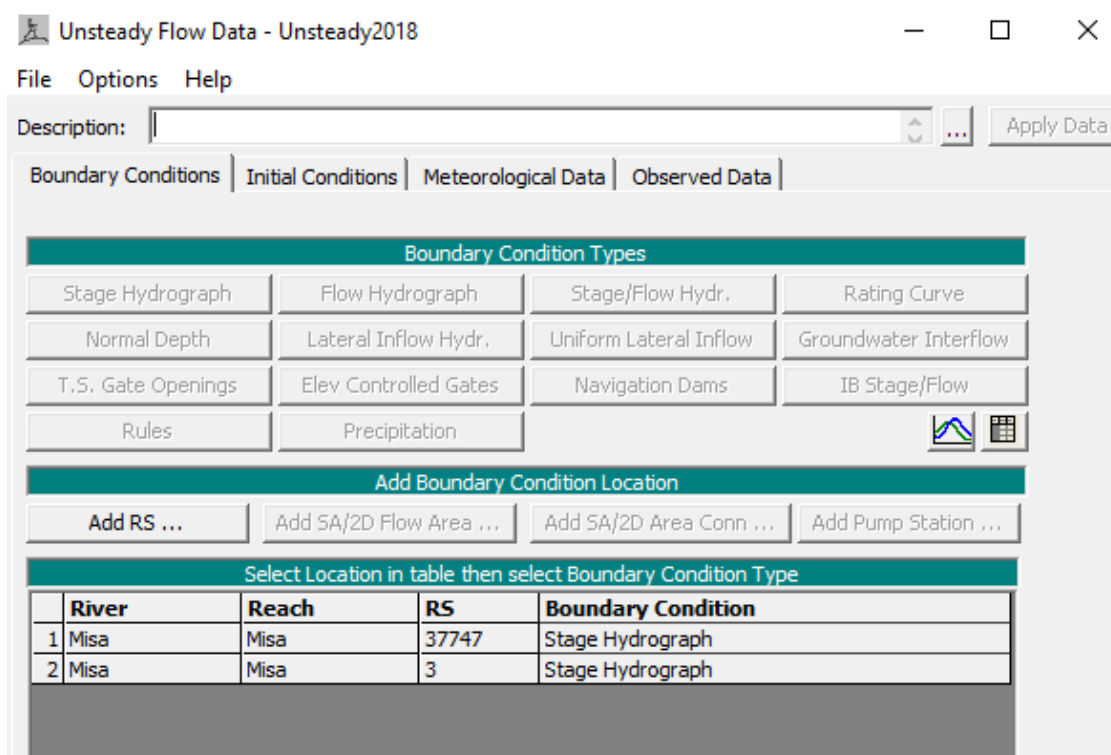 Unsteady Flow Data - Unsteady2018
File Options Help
Description: ... Apply Data
Boundary Conditions Initial Conditions Meteorological Data Observed Data
Boundary Condition Types
Stage Hydrograph Flow Hydrograph Stage/Flow Hydr. Rating Curve
Normal Depth Lateral Inflow Hydr. Uniform Lateral Inflow Groundwater Interflow
T.S. Gate Openings Elev Controlled Gates Navigation Dams IB Stage/Flow
Rules Precipitation
Add Boundary Condition Location
Add RS ... Add SA/2D Flow Area ... Add SA/2D Area Conn ... Add Pump Station ...
Select Location in table then select Boundary Condition Type
River Reach RS Boundary Condition
1 Misa Misa 37747 Stage Hydrograph
2 Misa Misa 3 Stage Hydrograph